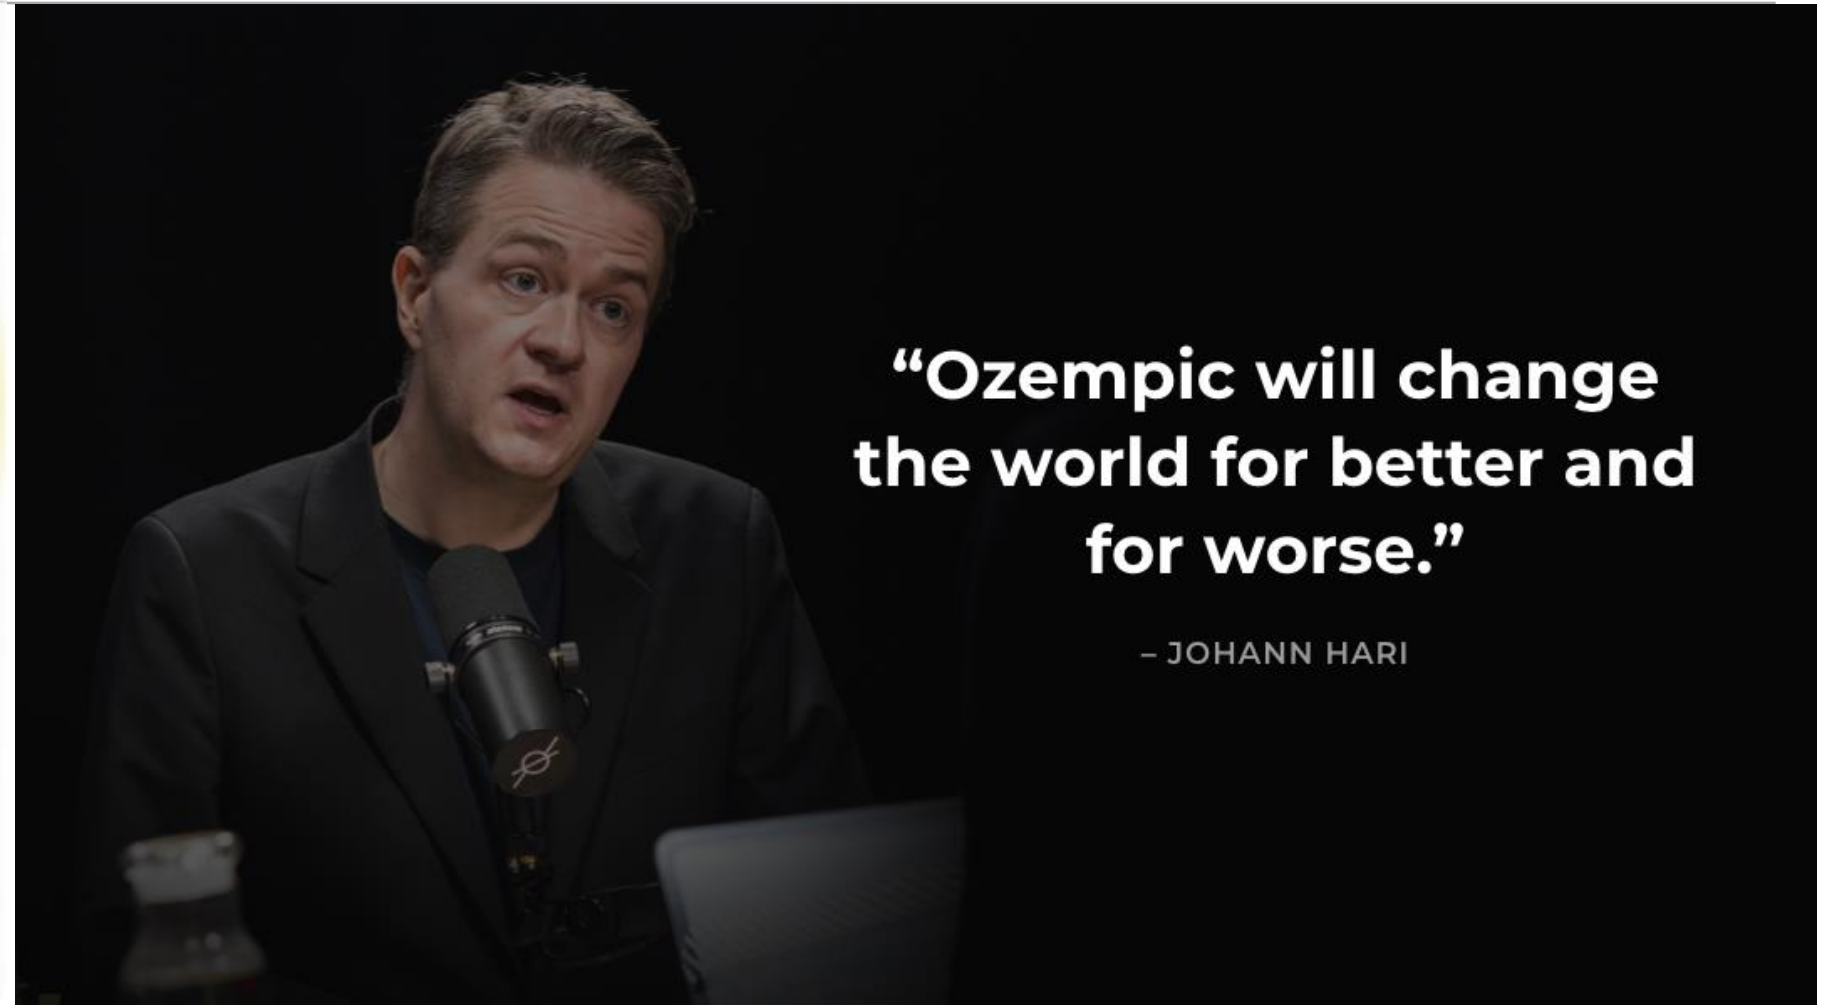 “Ozempic will change
the world for better and
for worse.”
– JOHANN HARI